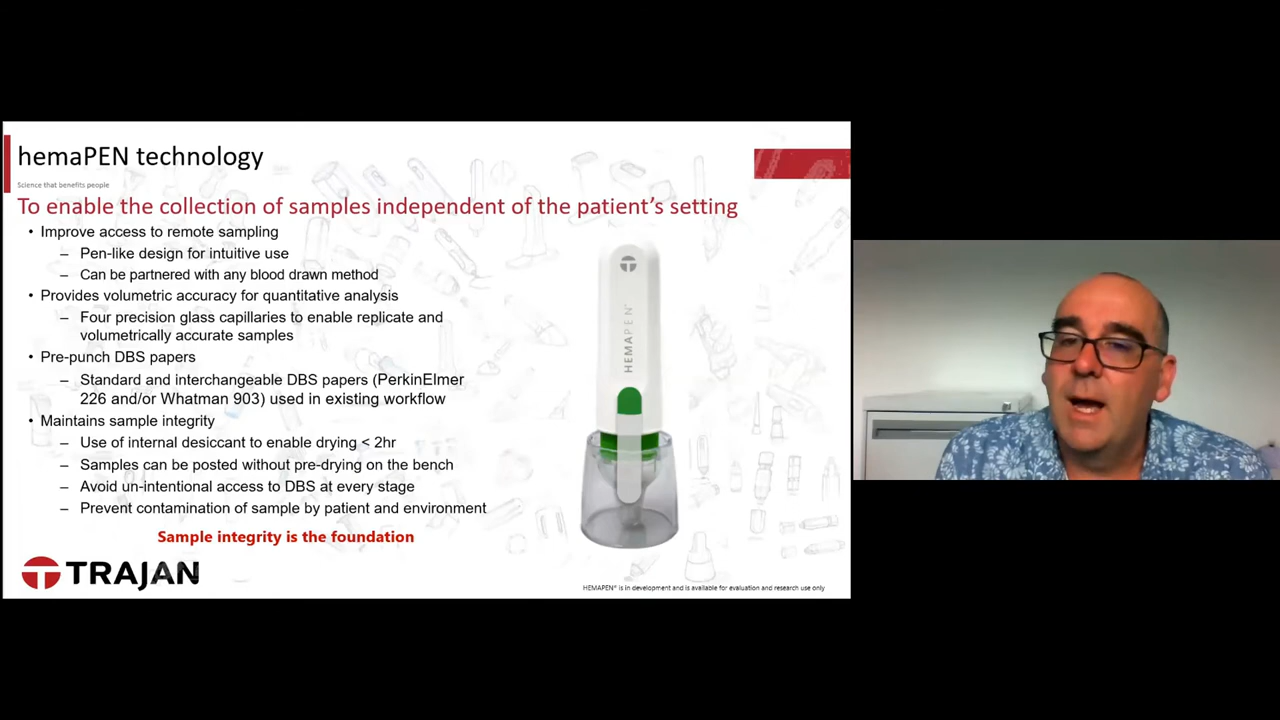 hemaPEN technology
Science that benefits people
To enable the collection of samples independent of the patient's setting
• Improve access to remote sampling
– Pen-like design for intuitive use
– Can be partnered with any blood drawn method
• Provides volumetric accuracy for quantitative analysis
– Four precision glass capillaries to enable replicate and
volumetrically accurate samples
• Pre-punch DBS papers
– Standard and interchangeable DBS papers (PerkinElmer
226 and/or Whatman 903) used in existing workflow
• Maintains sample integrity
– Use of internal desiccant to enable drying < 2hr
– Samples can be posted without pre-drying on the bench
– Avoid un-intentional access to DBS at every stage
– Prevent contamination of sample by patient and environment
Sample integrity is the foundation
HEMAPEN
TRAJAN
HEMAPEN® is in development and is available for evaluation and research use only